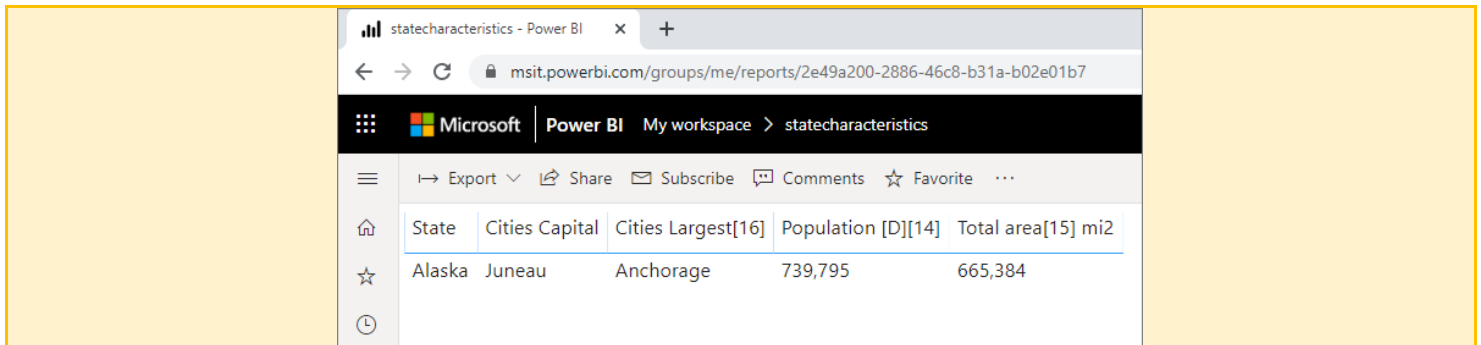 statecharacteristics - Power BI
msit.powerbi.com/groups/me/reports/2e49a200-2886-46c8-b31a-b02e01b7
Microsoft Power BI My workspace > statecharacteristics
Export Share Subscribe Comments Favorite ...
State Cities Capital Cities Largest[16] Population [D][14] Total area[15] mi2
Alaska Juneau Anchorage 739,795 665,384